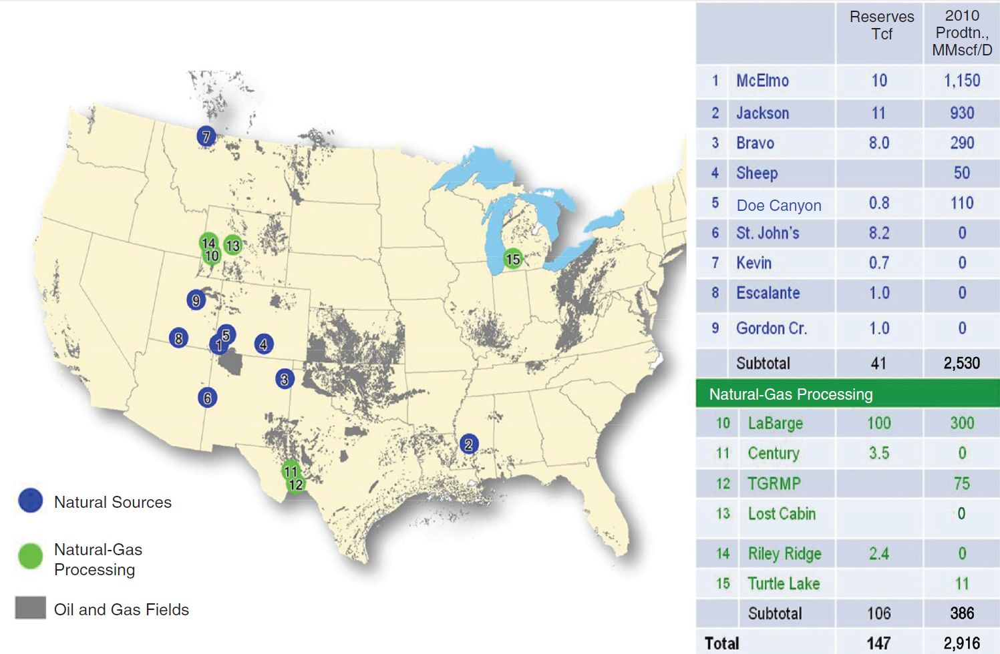 7
14
13
10
15
9
5
8
1
4
3
6
2
11
12
Natural Sources
Natural-Gas
Processing
Oil and Gas Fields
Reserves
Tcf
2010
Prodtn.,
MMscf/D
1 McElmo 10 1,150
2 Jackson 11 930
3 Bravo 8.0 290
4 Sheep 50
5 Doe Canyon 0.8 110
6 St. John's 8.2 0
7 Kevin 0.7 0
8 Escalante 1.0 0
9 Gordon Cr. 1.0 0
Subtotal 41 2,530
Natural-Gas Processing
10 LaBarge 100 300
11 Century 3.5 0
12 TGRMP 75
13 Lost Cabin 0
14 Riley Ridge 2.4 0
15 Turtle Lake 11
Subtotal 106 386
Total 147 2,916